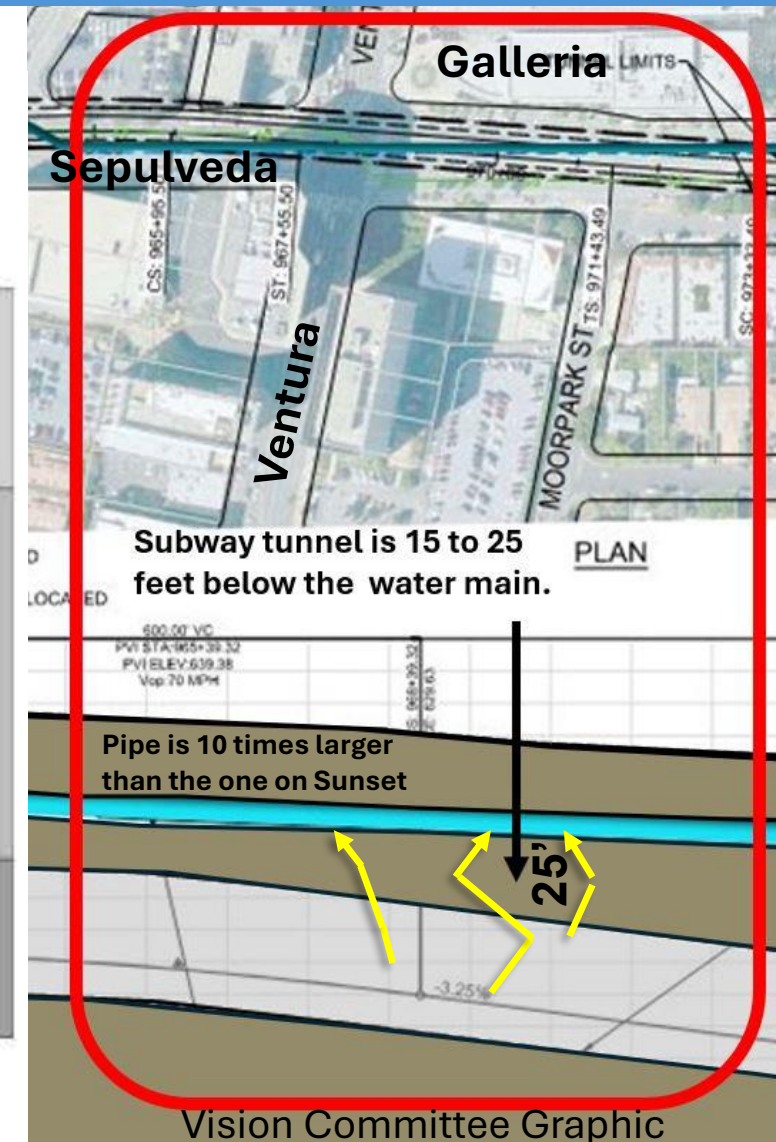 VENT
Galleria
LIMITS
Sepulveda
CS: 965+95.50
ST: 967+55.50
Ventura
MOORPARK ST
TS: 971+43.49
Subway tunnel is 15 to 25
feet below the water main.
PLAN
D
LOCATED
600.00' VC
PVI STA:965+39.32
PVI ELEV:639.38
Vop:70 MPH
Pipe is 10 times larger
than the one on Sunset
25'
-3.25%
Vision Committee Graphic